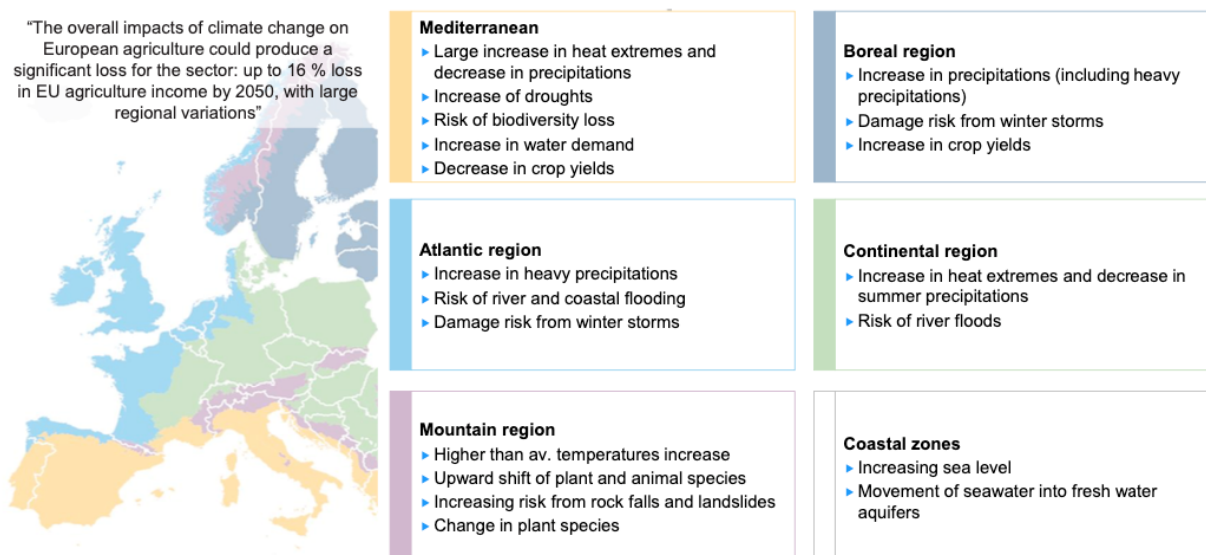 “The overall impacts of climate change on
European agriculture could produce a
significant loss for the sector: up to 16 % loss
in EU agriculture income by 2050, with large
regional variations”
Mediterranean
▸ Large increase in heat extremes and
decrease in precipitations
▸ Increase of droughts
▸ Risk of biodiversity loss
▸ Increase in water demand
▸ Decrease in crop yields
Boreal region
▸ Increase in precipitations (including heavy
precipitations)
▸ Damage risk from winter storms
▸ Increase in crop yields
Atlantic region
▸ Increase in heavy precipitations
▸ Risk of river and coastal flooding
▸ Damage risk from winter storms
Continental region
▸ Increase in heat extremes and decrease in
summer precipitations
▸ Risk of river floods
Mountain region
▸ Higher than av. temperatures increase
▸ Upward shift of plant and animal species
▸ Increasing risk from rock falls and landslides
▸ Change in plant species
Coastal zones
▸ Increasing sea level
▸ Movement of seawater into fresh water
aquifers